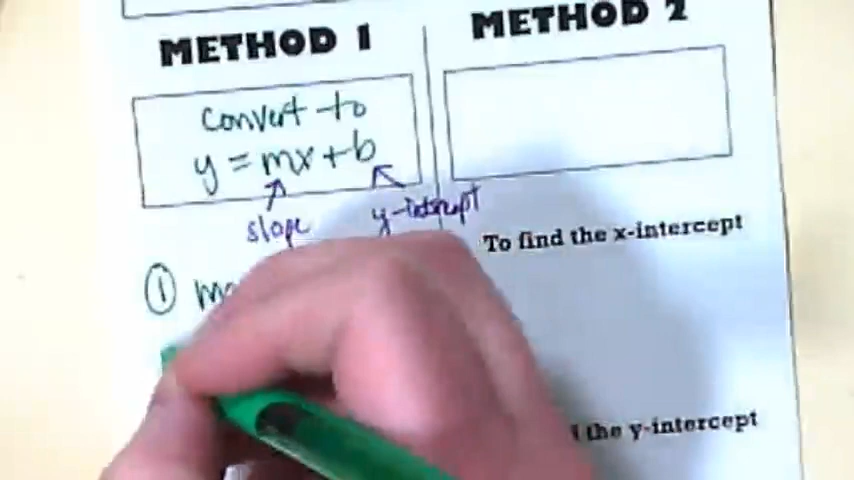 METHOD 1
Convert to
y = mx + b
slope
y-intercept
①
METHOD 2
To find the x-intercept
the y-intercept